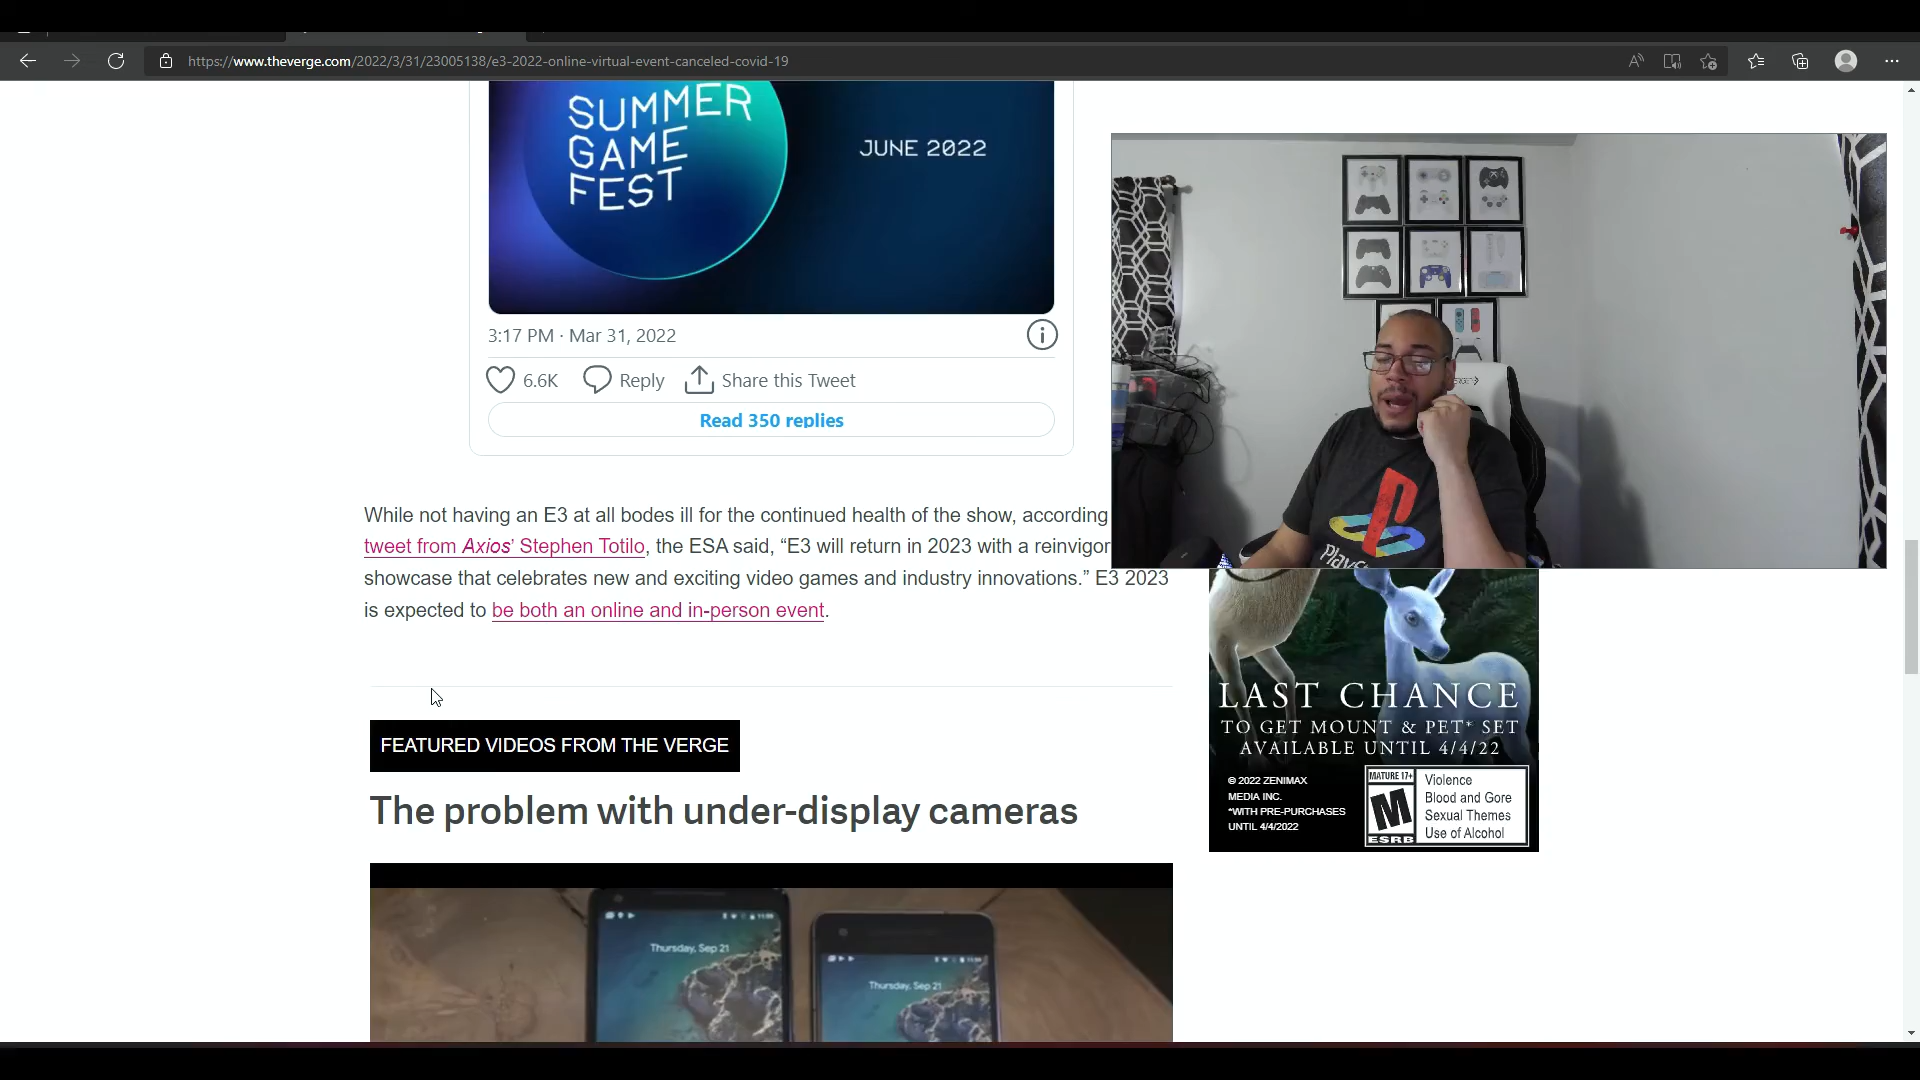 https://www.theverge.com/2022/3/31/23005138/e3-2022-online-virtual-event-canceled-covid-19
SUMMER
GAME
FEST
JUNE 2022
3:17 PM · Mar 31, 2022
6.6K Reply Share this Tweet
Read 350 replies
While not having an E3 at all bodes ill for the continued health of the show, according
tweet from Axios' Stephen Totilo, the ESA said, “E3 will return in 2023 with a
showcase that celebrates new and exciting video games and industry innovations.” E3 2023
is expected to be both an online and in-person event.
FEATURED VIDEOS FROM THE VERGE
The problem with under-display cameras
Thursday, Sep 21
Thursday, Sep 21
LAST CHANCE
TO GET MOUNT & PET* SET
AVAILABLE UNTIL 4/4/22
© 2022 ZENIMAX
MEDIA INC.
*WITH PRE-PURCHASES
UNTIL 4/4/2022
MATURE 17+
M
ESRB
Violence
Blood and Gore
Sexual Themes
Use of Alcohol